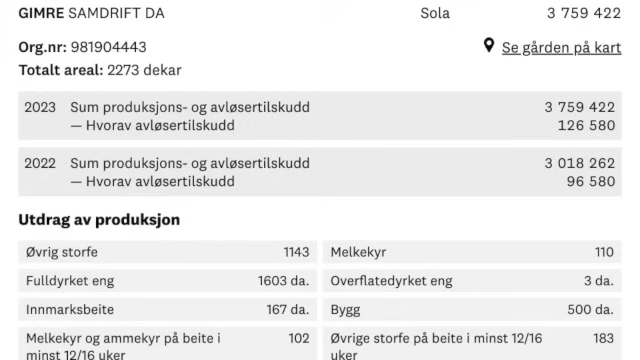 GIMRE SAMDRIFT DA Sola 3 759 422
Org.nr: 981904443 Se gården på kart
Totalt areal: 2273 dekar
2023 Sum produksjons- og avløsertilskudd 3 759 422
— Hvorav avløsertilskudd 126 580
2022 Sum produksjons- og avløsertilskudd 3 018 262
— Hvorav avløsertilskudd 96 580
Utdrag av produksjon
Øvrig storfe 1143 Melkekyr 110
Fulldyrket eng 1603 da. Overflatedyrket eng 3 da.
Innmarksbeite 167 da. Bygg 500 da.
Melkekyr og ammekyr på beite i 102 Øvrige storfe på beite i minst 12/16 183
minst 12/16 uker uker